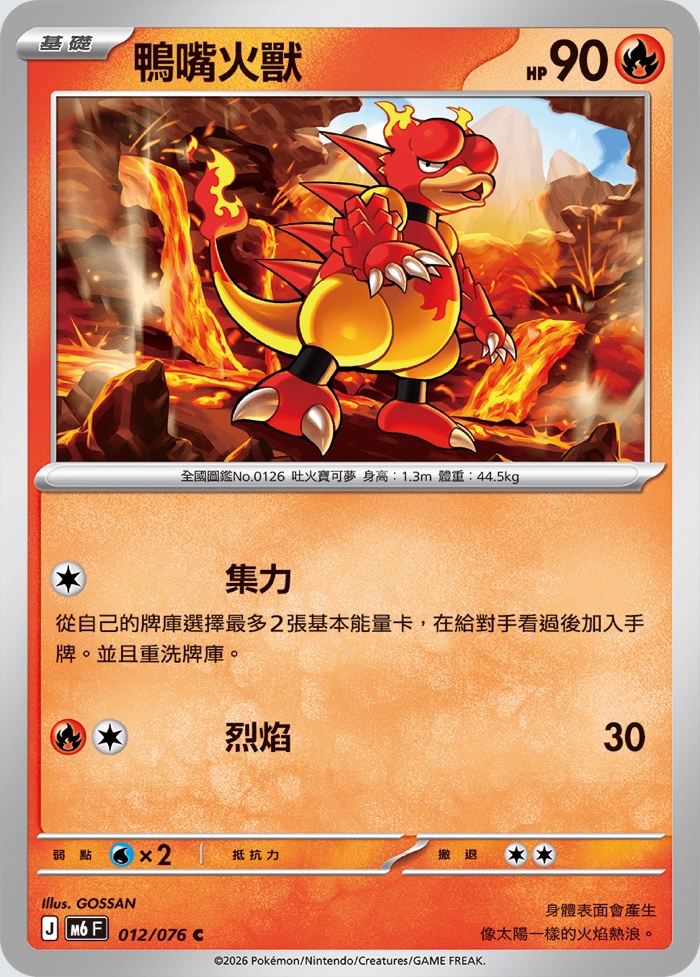 基礎 鴨嘴火獸 HP 90
全國圖鑑No.0126 吐火寶可夢 身高：1.3m 體重：44.5kg
集力
從自己的牌庫選擇最多2張基本能量卡，在給對手看過後加入手
牌。並且重洗牌庫。
烈焰 30
弱點 ×2 抵抗力 撤退
Illus. GOSSAN
J m6 F 012/076 C
身體表面會產生
像太陽一樣的火焰熱浪。
©2026 Pokémon/Nintendo/Creatures/GAME FREAK.